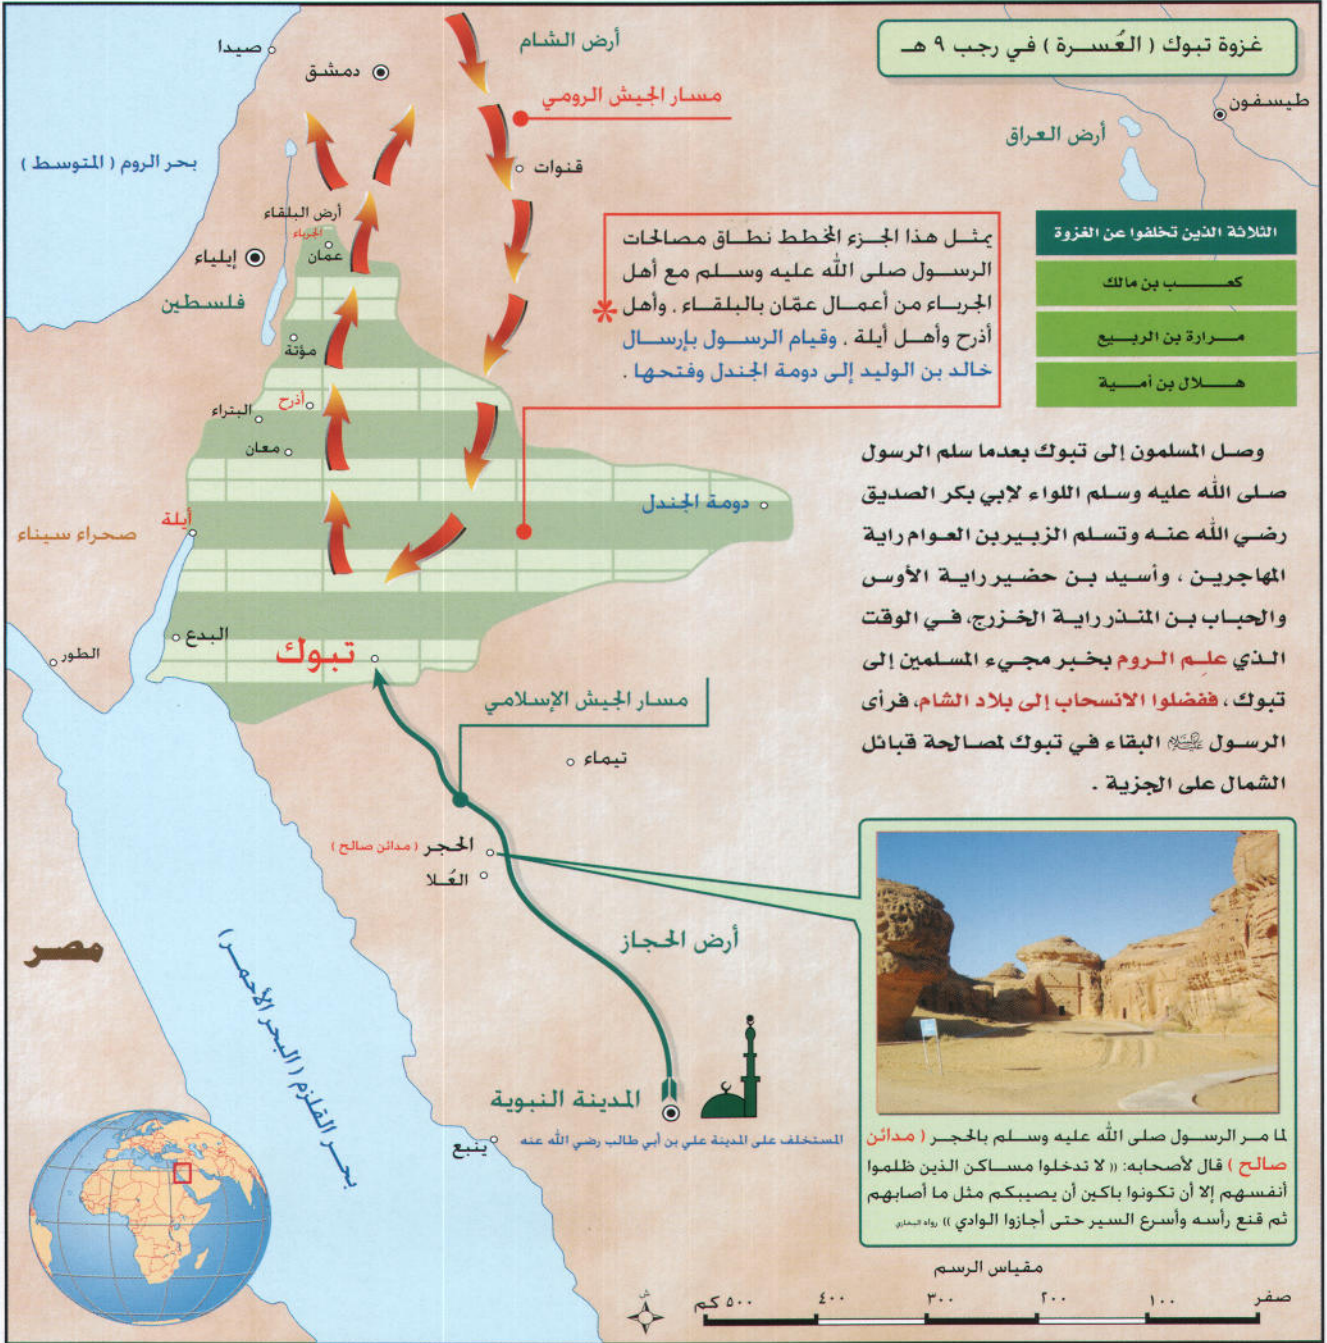 غزوة تبوك ( العُسـرة ) في رجب ٩ هـ
صيدا
دمشق
أرض الشام
مسار الجيش الرومي
طيسفون
أرض العراق
بحر الروم ( المتوسط )
قنوات
أرض البلقاء
الجرباء
عمان
إيلياء
فلسطين
يمثل هذا الجزء المخطط نطاق مصالحات
الرسول صلى الله عليه وسلم مع أهل
الجرباء من أعمال عمّان بالبلقاء . وأهل
أذرح وأهل أيلة . وقيام الرسول بإرسال
خالد بن الوليد إلى دومة الجندل وفتحها .
*
الثلاثة الذين تخلفوا عن الغزوة
كعب بن مالك
مرارة بن الربيع
هلال بن أمية
مؤتة
أذرح
البتراء
معان
دومة الجندل
أيلة
صحراء سيناء
البدع
الطور
تبوك
وصل المسلمون إلى تبوك بعدما سلم الرسول
صلى الله عليه وسلم اللواء لإبي بكر الصديق
رضي الله عنه وتسلم الزبير بن العوام راية
المهاجرين ، وأسيد بن حضير راية الأوس
والحباب بن المنذر راية الخزرج، في الوقت
الذي علِم الروم بخبر مجيء المسلمين إلى
تبوك ، ففضلوا الانسحاب إلى بلاد الشام، فرأى
الرسول ﷺ البقاء في تبوك لمصالحة قبائل
الشمال على الجزية .
مسار الجيش الإسلامي
تيماء
الحجر ( مدائن صالح )
العُلا
أرض الحجاز
مصر
بحر القلزم ( البحر الأحمر )
المدينة النبوية
المستخلف على المدينة علي بن أبي طالب رضي الله عنه
ينبع
لما مر الرسول صلى الله عليه وسلم بالحجر ( مدائن
صالح ) قال لأصحابه: (( لا تدخلوا مساكن الذين ظلموا
أنفسهم إلا أن تكونوا باكين أن يصيبكم مثل ما أصابهم
ثم قنع رأسه وأسرع السير حتى أجازوا الوادي )) رواه البخاري
مقياس الرسم
صفر ١٠٠ ٢٠٠ ٣٠٠ ٤٠٠ ٥٠٠ كم
ش